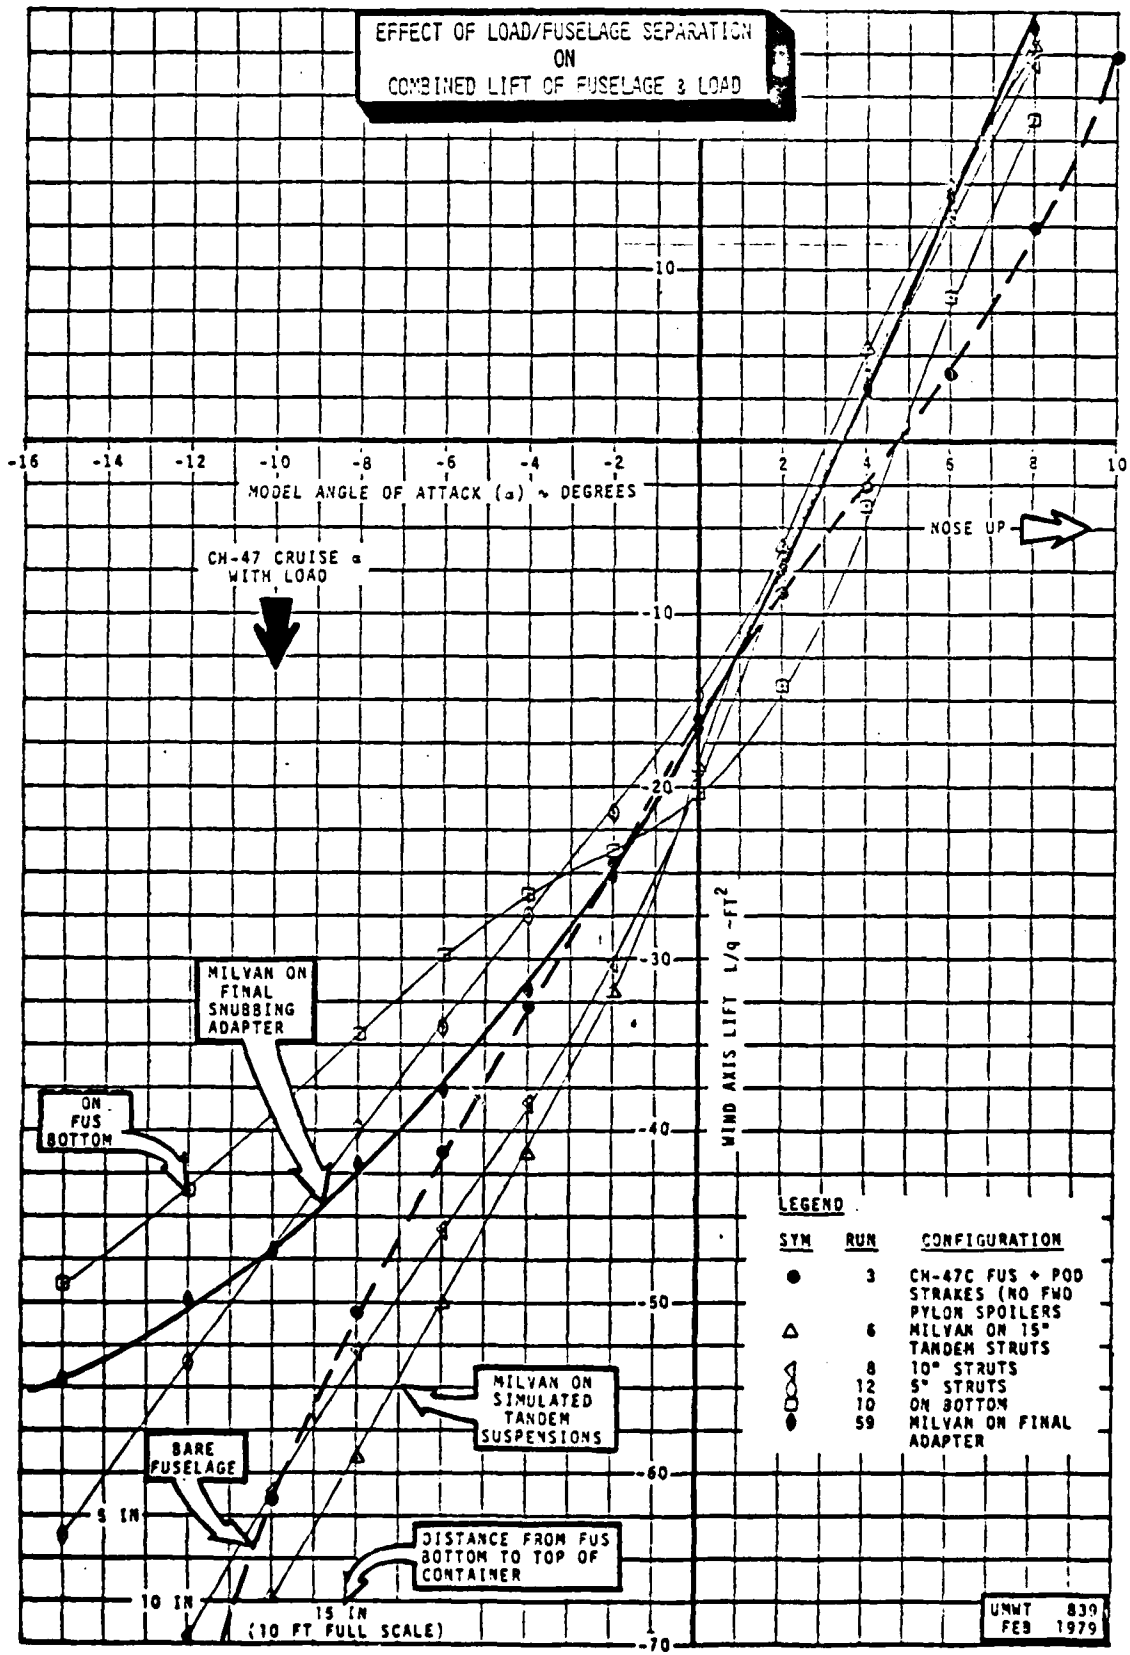 EFFECT OF LOAD/FUSELAGE SEPARATION
ON
COMBINED LIFT OF FUSELAGE & LOAD
10
-16 -14 -12 -10 -8 -6 -4 -2 2 4 6 8 10
MODEL ANGLE OF ATTACK (α) ~ DEGREES
NOSE UP
CH-47 CRUISE α
WITH LOAD
-10
-20
-30
-40
-50
-60
-70
WIND AXIS LIFT L/q ~FT²
MILVAN ON
FINAL
SNUBBING
ADAPTER
ON
FUS
BOTTOM
LEGEND
SYM RUN CONFIGURATION
3 CH-47C FUS + POD
STRAKES (NO FWD
PYLON SPOILERS
6 MILVAN ON 15"
TANDEM STRUTS
8 10" STRUTS
12 5" STRUTS
10 ON BOTTOM
59 MILVAN ON FINAL
ADAPTER
MILVAN ON
SIMULATED
TANDEM
SUSPENSIONS
BARE
FUSELAGE
5 IN
DISTANCE FROM FUS
BOTTOM TO TOP OF
CONTAINER
10 IN
15 IN
(10 FT FULL SCALE)
UMWT 839
FEB 1979